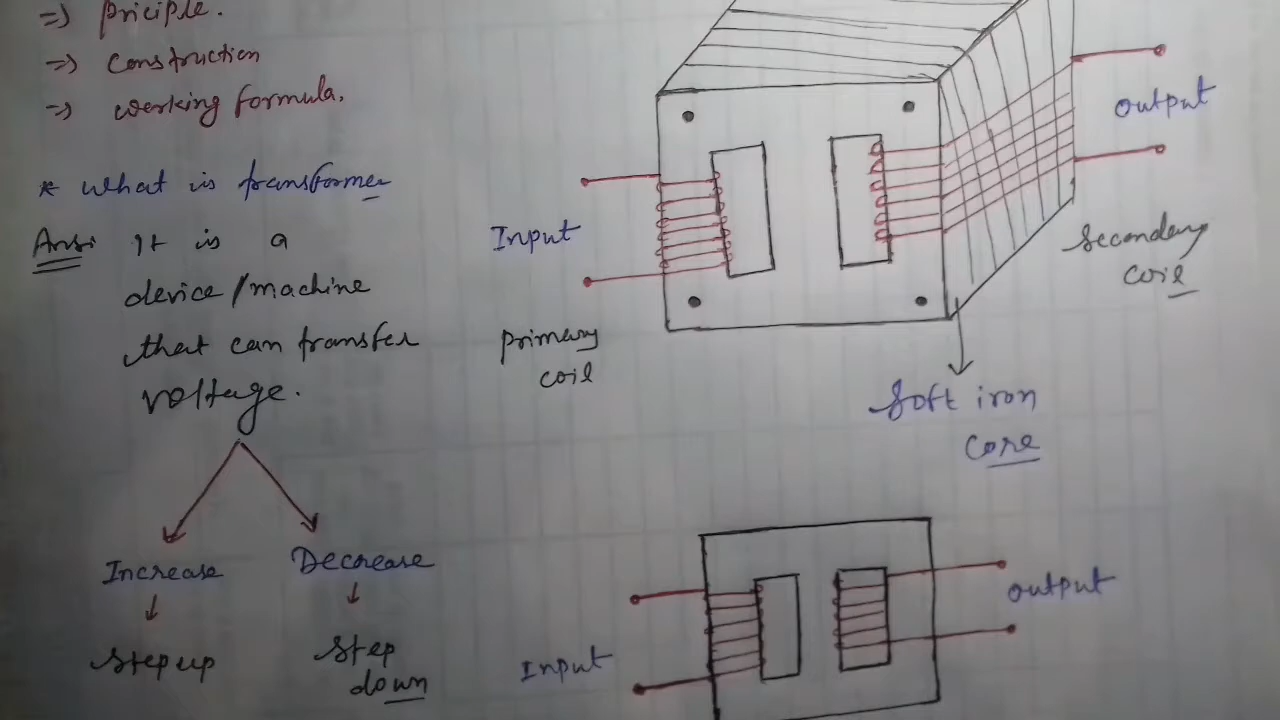 => priciple.
=> construction
=> working formula.
* what is transformer
Ans: It is a
device/machine
that can transfer
voltage.
Increase
Decrease
↓
↓
Step up
Step
down
Input
Output
primary
coil
Secondary
coil
Soft iron
core
Input
Output